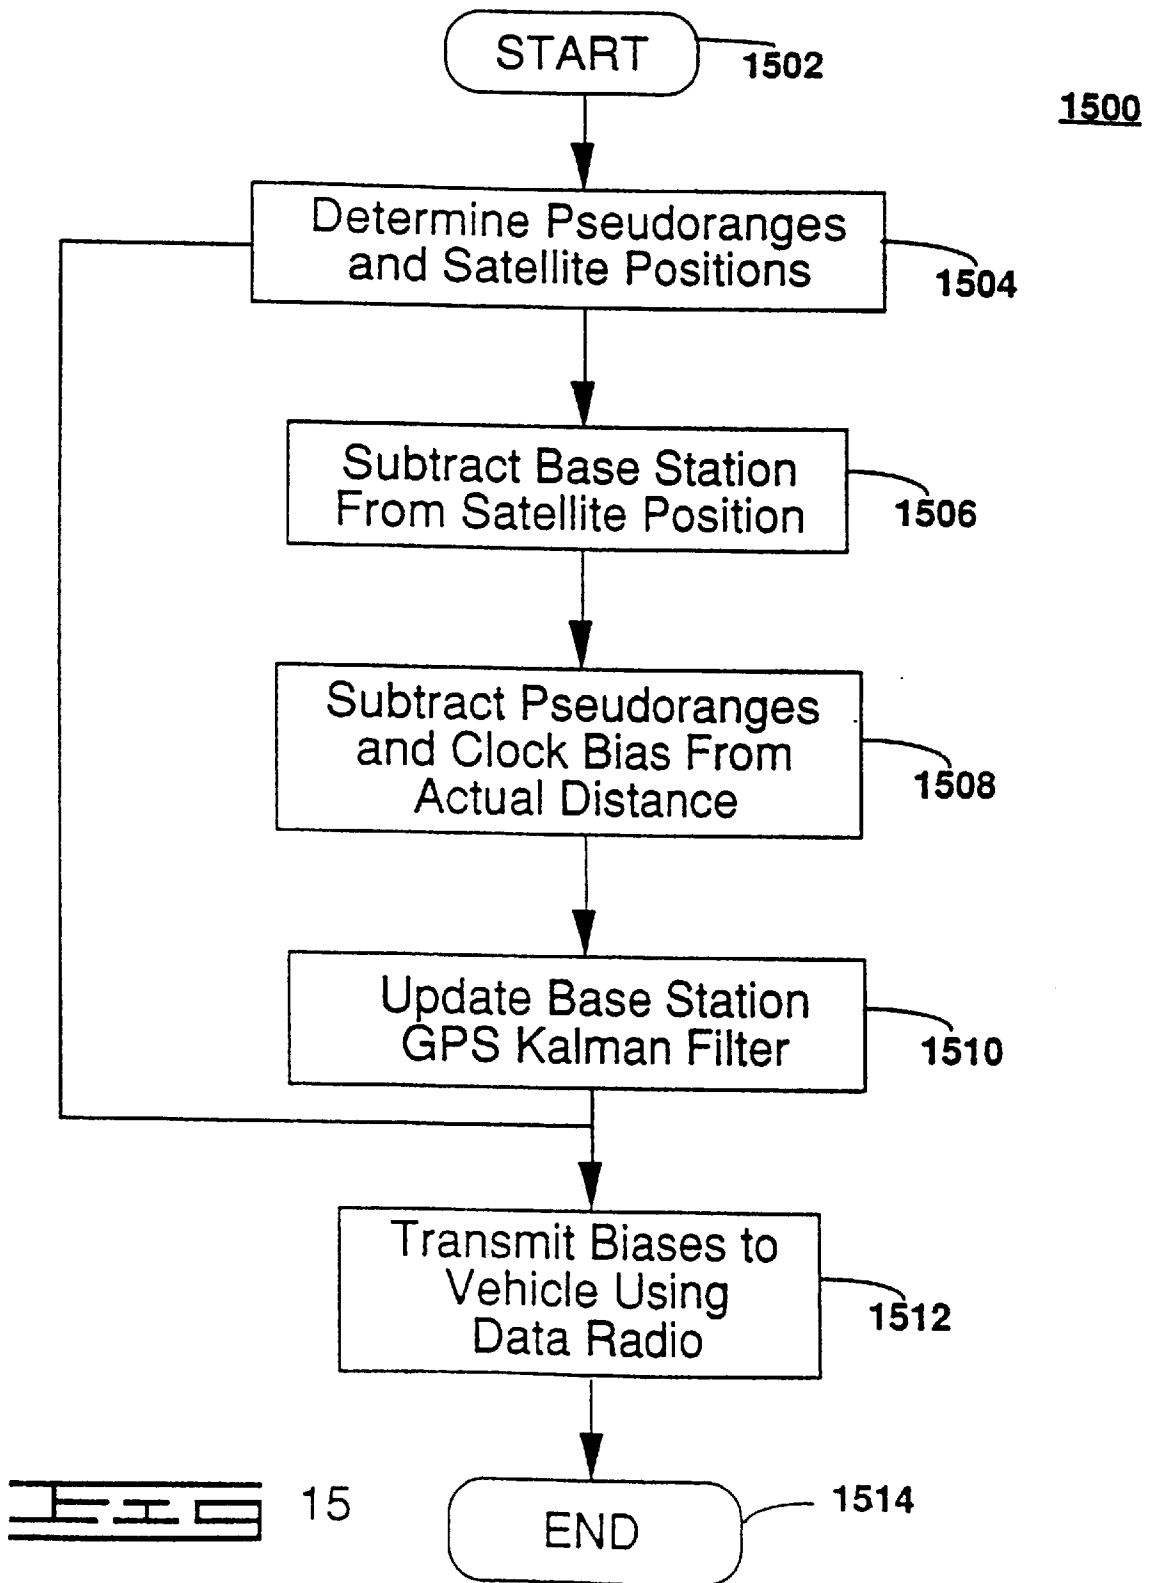 START
1502
1500
Determine Pseudoranges
and Satellite Positions
1504
Subtract Base Station
From Satellite Position
1506
Subtract Pseudoranges
and Clock Bias From
Actual Distance
1508
Update Base Station
GPS Kalman Filter
1510
Transmit Biases to
Vehicle Using
Data Radio
1512
FIG 15
END
1514